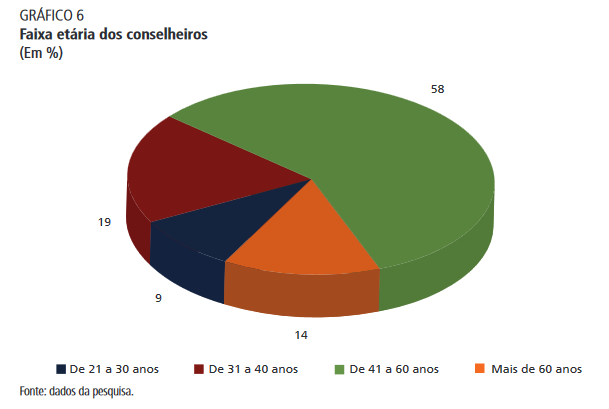 GRÁFICO 6
Faixa etária dos conselheiros
(Em %)
58
19
9
14
De 21 a 30 anos De 31 a 40 anos De 41 a 60 anos Mais de 60 anos
Fonte: dados da pesquisa.